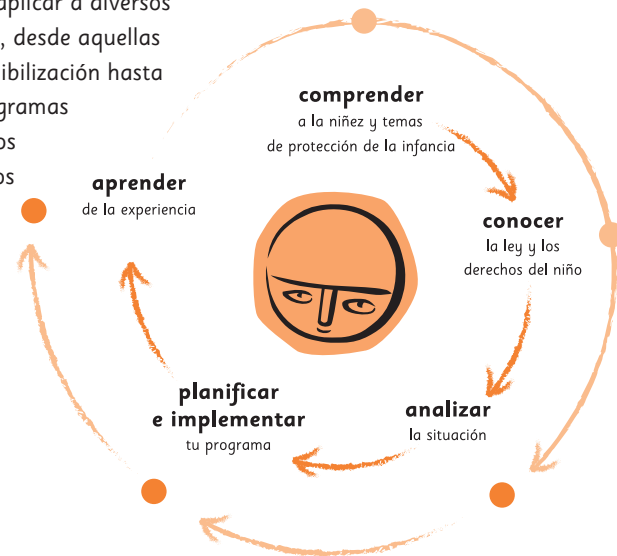 aplicar a diversos
, desde aquellas
ibilización hasta
gramas
os
os
comprender
a la niñez y temas
de protección de la infancia
conocer
la ley y los
derechos del niño
analizar
la situación
planificar
e implementar
tu programa
aprender
de la experiencia